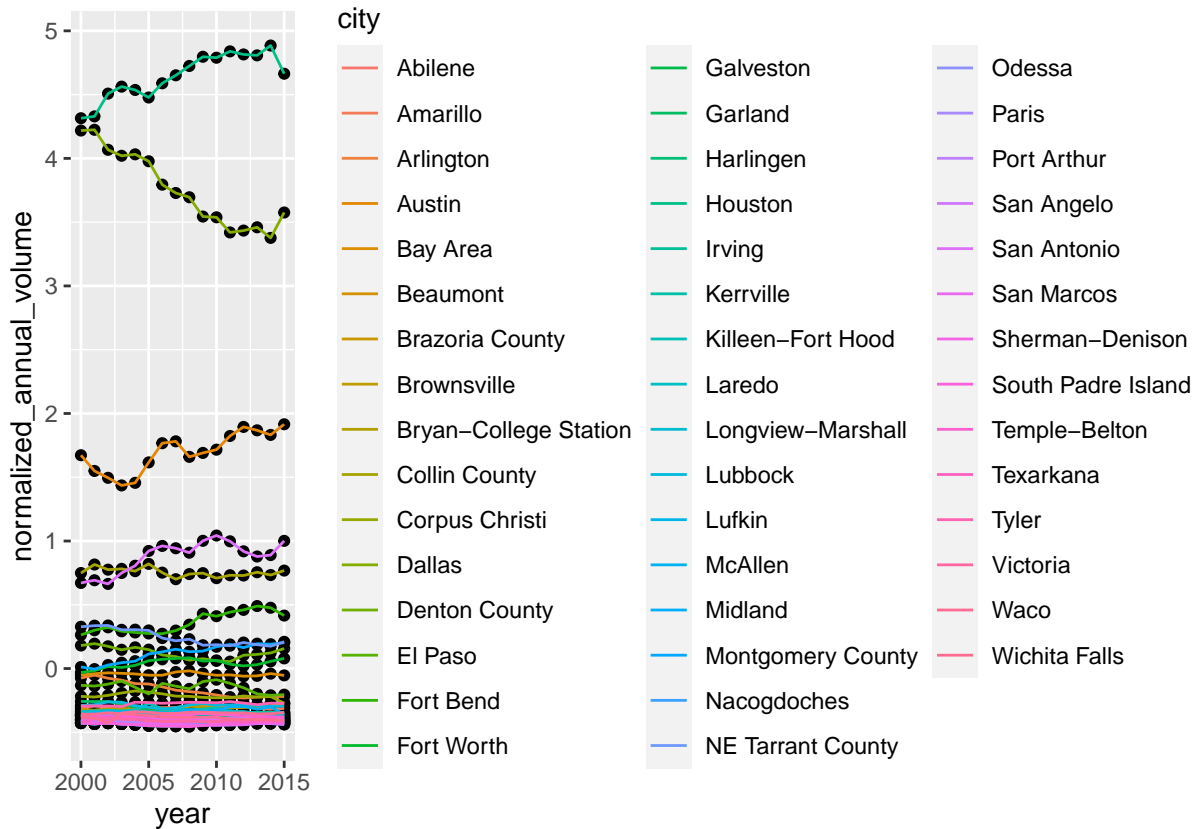 city
normalized_annual_volume
5
4
3
2
1
0
2000 2005 2010 2015
year
Abilene
Amarillo
Arlington
Austin
Bay Area
Beaumont
Brazoria County
Brownsville
Bryan−College Station
Collin County
Corpus Christi
Dallas
Denton County
El Paso
Fort Bend
Fort Worth
Galveston
Garland
Harlingen
Houston
Irving
Kerrville
Killeen−Fort Hood
Laredo
Longview−Marshall
Lubbock
Lufkin
McAllen
Midland
Montgomery County
Nacogdoches
NE Tarrant County
Odessa
Paris
Port Arthur
San Angelo
San Antonio
San Marcos
Sherman−Denison
South Padre Island
Temple−Belton
Texarkana
Tyler
Victoria
Waco
Wichita Falls